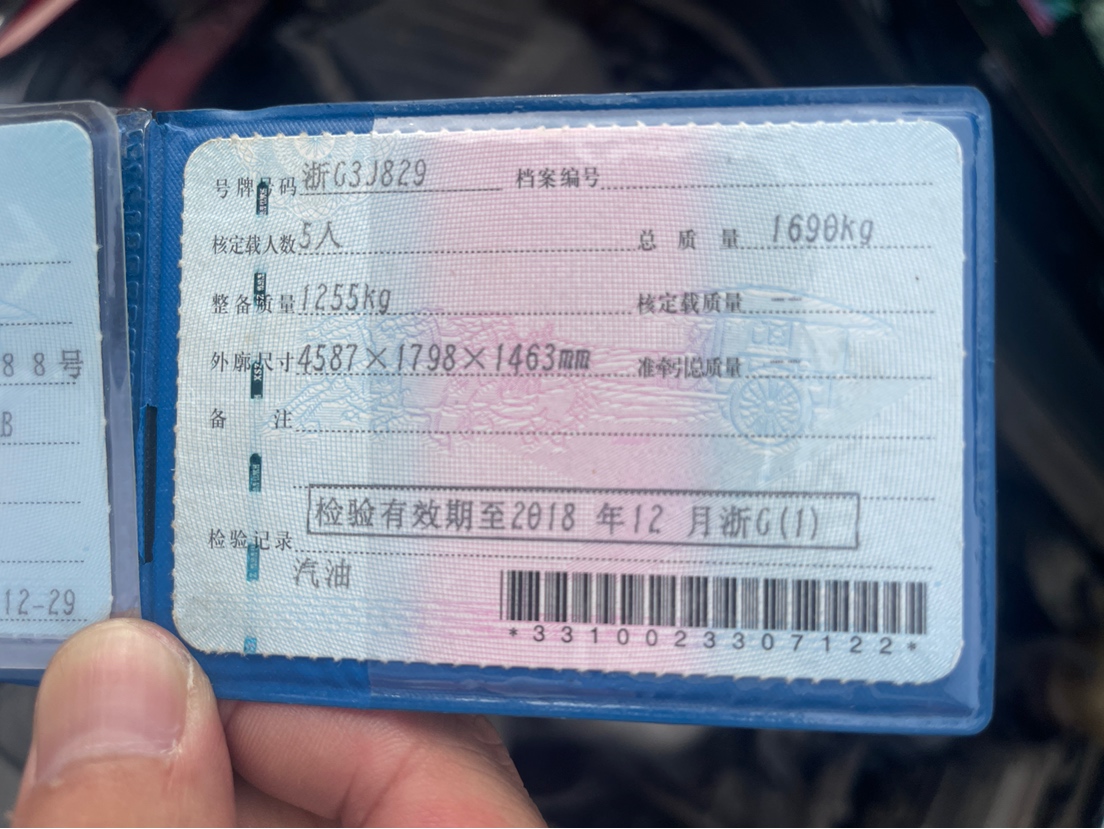 号牌号码 浙G3J829 档案编号
核定载人数 5人 总质量 1690kg
整备质量 1255kg 核定载质量 --
外廓尺寸 4587×1798×1463mm 准牵引总质量 --
备注
检验有效期至2018 年12 月浙G(1)
检验记录
汽油
*3310023307122*
88号
B
12-29